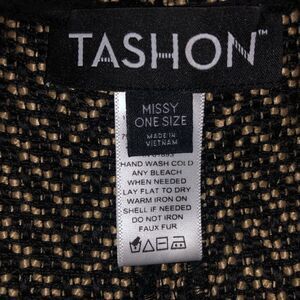 TASHON™
MISSY
ONE SIZE
MADE IN
VIETNAM
HAND WASH COLD
ANY BLEACH
WHEN NEEDED
LAY FLAT TO DRY
WARM IRON ON
SHELL IF NEEDED
DO NOT IRON
FAUX FUR